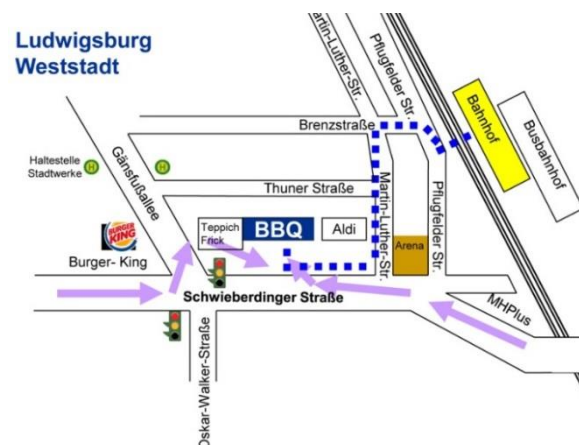 Ludwigsburg
Weststadt
Martin-Luther-Str.
Pflugfelder Str.
Bahnhof
Busbahnhof
Brenzstraße
Haltestelle
Stadtwerke
H
H
Gänsfußallee
Thuner Straße
Martin-Luther-Str.
Pflugfelder Str.
BURGER
KING
Burger- King
Teppich
Frick
BBQ
Aldi
Arena
Schwieberdinger Straße
MHPlus
Oskar-Walker-Straße